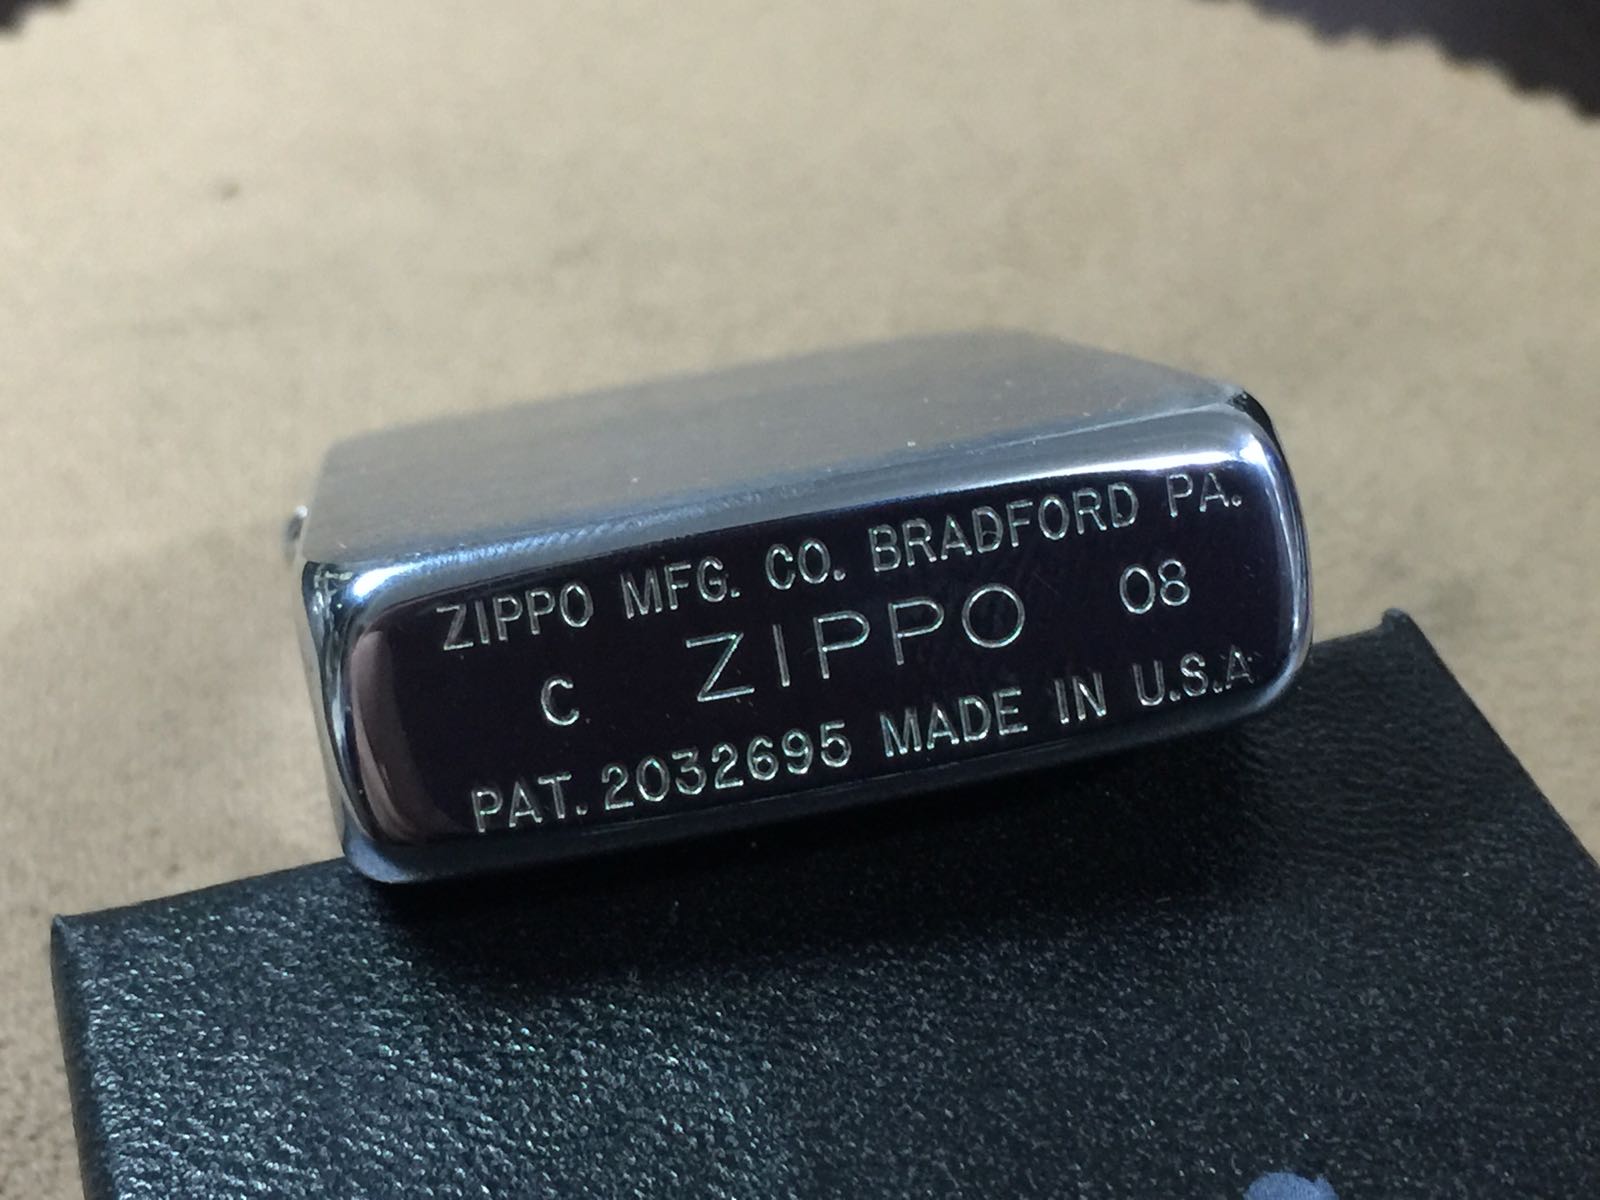 ZIPPO MFG. CO. BRADFORD PA.
C ZIPPO 08
PAT. 2032695 MADE IN U.S.A